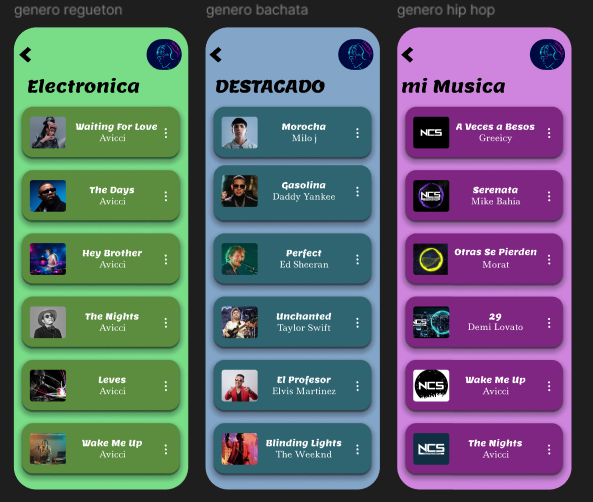 genero regueton
Electronica
Waiting For Love
Avicci
The Days
Avicci
Hey Brother
Avicci
The Nights
Avicci
Leves
Avicci
Wake Me Up
Avicci
genero bachata
DESTACADO
Morocha
Milo j
Gasolina
Daddy Yankee
Perfect
Ed Sheeran
Unchanted
Taylor Swift
El Profesor
Elvis Martinez
Blinding Lights
The Weeknd
genero hip hop
mi Musica
NCS
A Veces a Besos
Greeicy
NCS
Serenata
Mike Bahia
Otras Se Pierden
Morat
NCS
29
Demi Lovato
NCS
Wake Me Up
Avicci
NCS
The Nights
Avicci